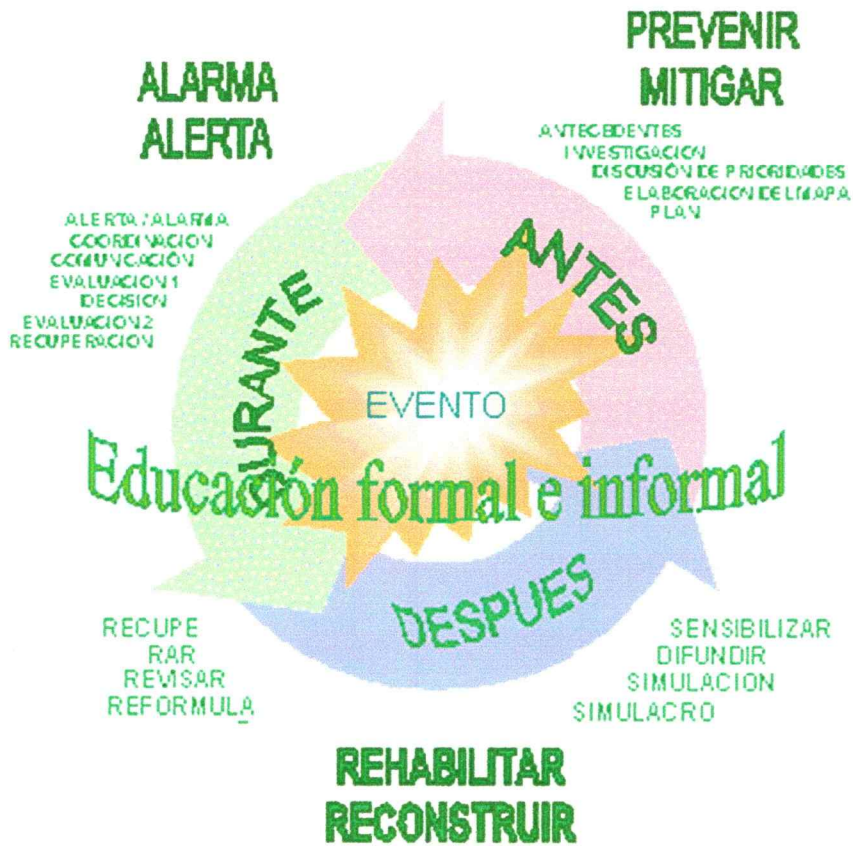 PREVENIR
MITIGAR
ALARMA
ALERTA
ANTECEDENTES
INVESTIGACION
DISCUSIÓN DE PRIORIDADES
ELABORACION DEL MAPA
PLAN
ALERTA / ALARMA
COORDINACION
COMUNCACIÓN
EVALUACION 1
DECISION
EVALUACION 2
RECUPERACION
ANTES
DURANTE
EVENTO
Educación formal e informal
DESPUES
RECUPE
RAR
REVISAR
REFORMULA
SENSIBILIZAR
DIFUNDIR
SIMULACION
SIMULACRO
REHABILITAR
RECONSTRUIR